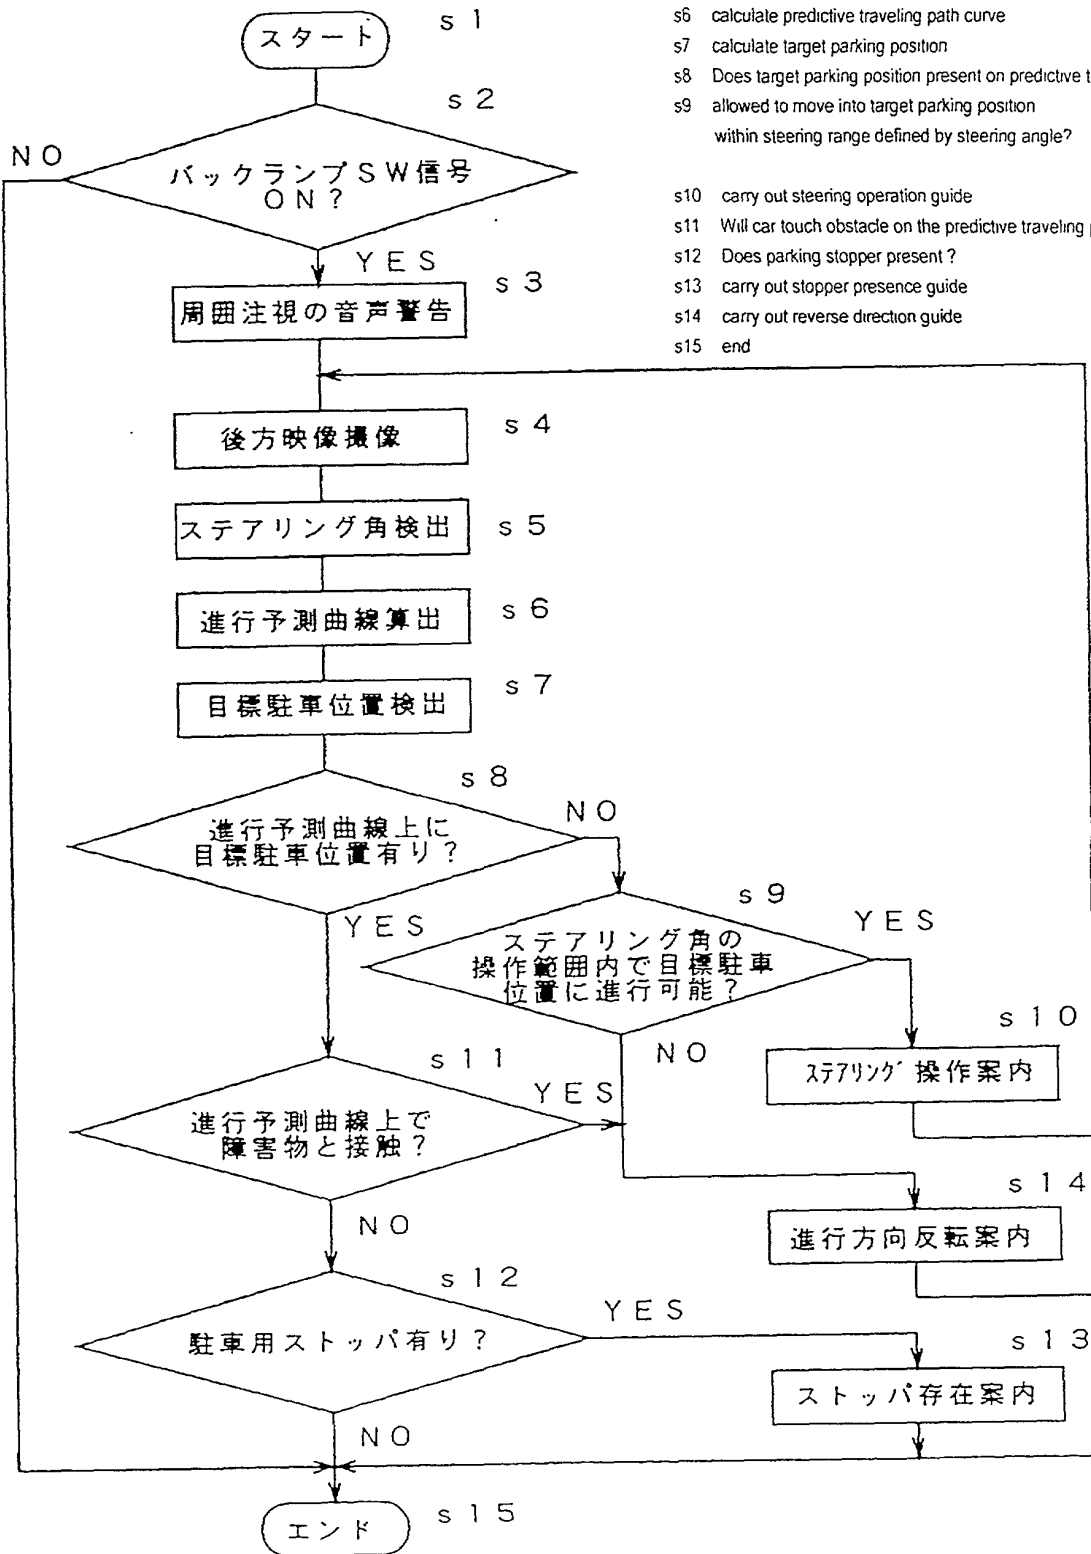 s1
スタート
s6 calculate predictive traveling path curve
s7 calculate target parking position
s8 Does target parking position present on predictive t
s9 allowed to move into target parking position
within steering range defined by steering angle?
s10 carry out steering operation guide
s11 Will car touch obstacle on the predictive traveling
s12 Does parking stopper present ?
s13 carry out stopper presence guide
s14 carry out reverse direction guide
s15 end
s2
NO
バックランプSW信号
ON?
YES
s3
周囲注視の音声警告
s4
後方映像撮像
s5
ステアリング角検出
s6
進行予測曲線算出
s7
目標駐車位置検出
s8
進行予測曲線上に
目標駐車位置有り?
NO
YES
s9
ステアリング角の
操作範囲内で目標駐車
位置に進行可能?
YES
NO
s10
ステアリング操作案内
s11
進行予測曲線上で
障害物と接触?
YES
NO
s14
進行方向反転案内
s12
駐車用ストッパ有り?
YES
NO
s13
ストッパ存在案内
s15
エンド